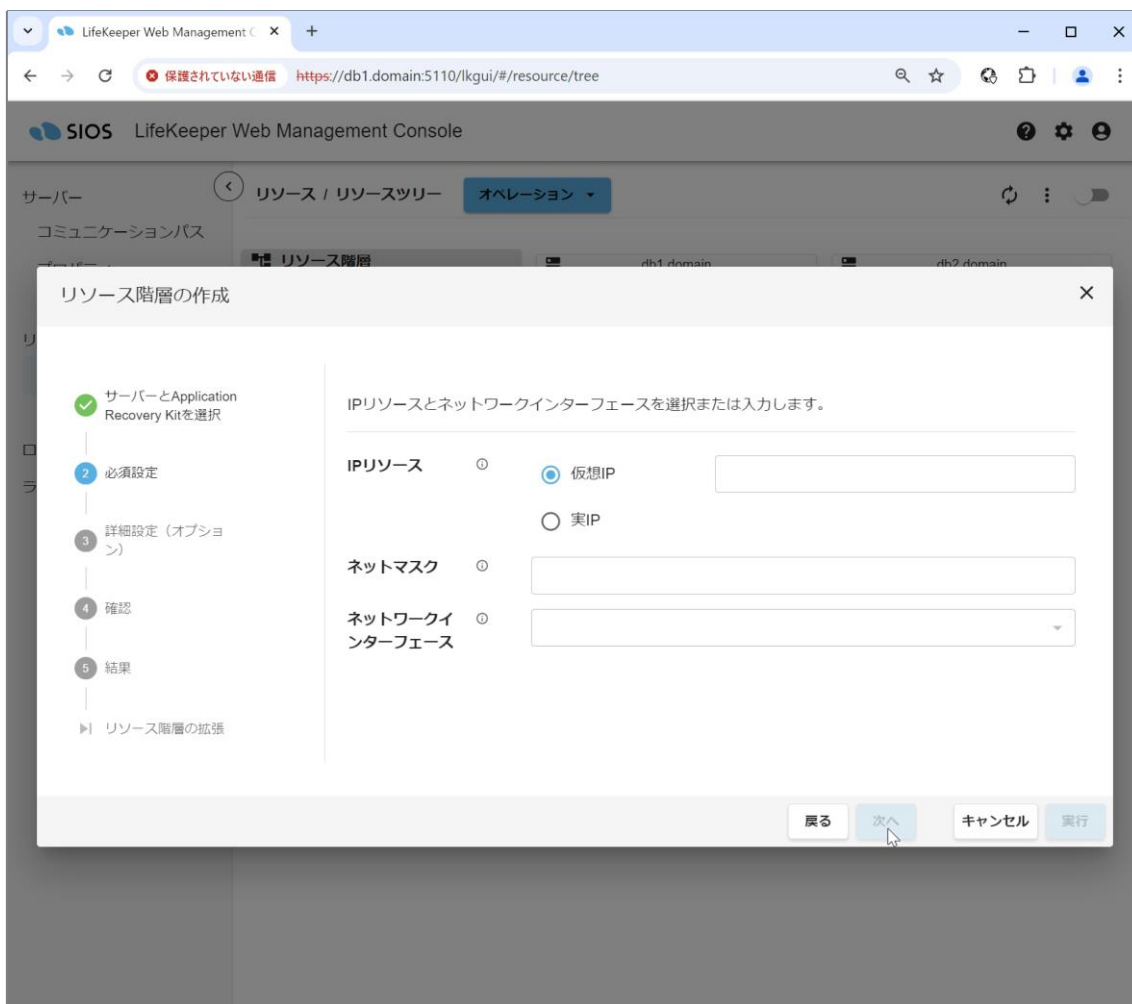 LifeKeeper Web Management C
保護されていない通信 https://db1.domain:5110/lkgui/#/resource/tree
SIOS LifeKeeper Web Management Console
サーバー
リソース / リソースツリー オペレーション
コミュニケーションパス
リソース階層 db1.domain db2.domain
リソース階層の作成
サーバーとApplication
Recovery Kitを選択
2 必須設定
3 詳細設定（オプショ
ン）
4 確認
5 結果
リソース階層の拡張
IPリソースとネットワークインターフェースを選択または入力します。
IPリソース 仮想IP
実IP
ネットマスク
ネットワークイ
ンターフェース
戻る 次へ キャンセル 実行